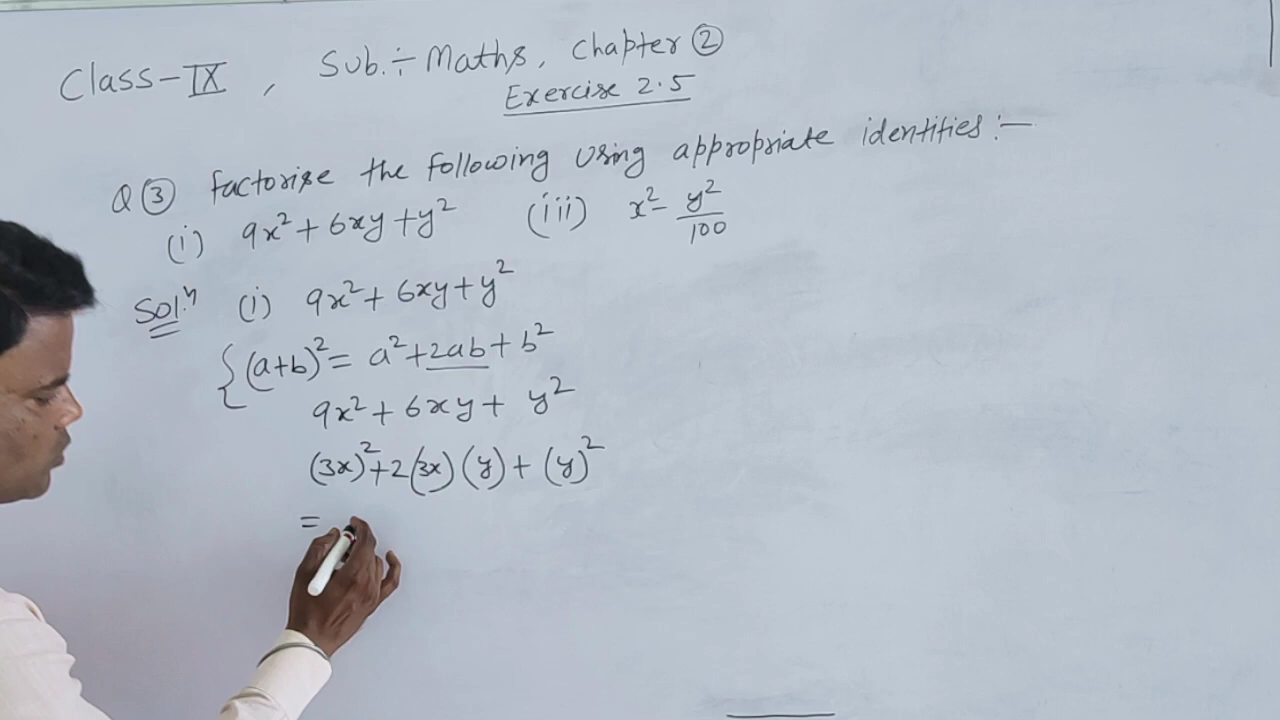 Class-IX, Sub.÷ Maths, Chapter ②
Exercise 2.5
Q ③ factorise the following using appropriate identities:—
(i) 9x²+6xy+y² (iii) x²-y²/100
Solⁿ (i) 9x²+6xy+y²
{(a+b)²= a²+2ab+b²
9x²+6xy+ y²
(3x)²+2(3x)(y)+(y)²
=